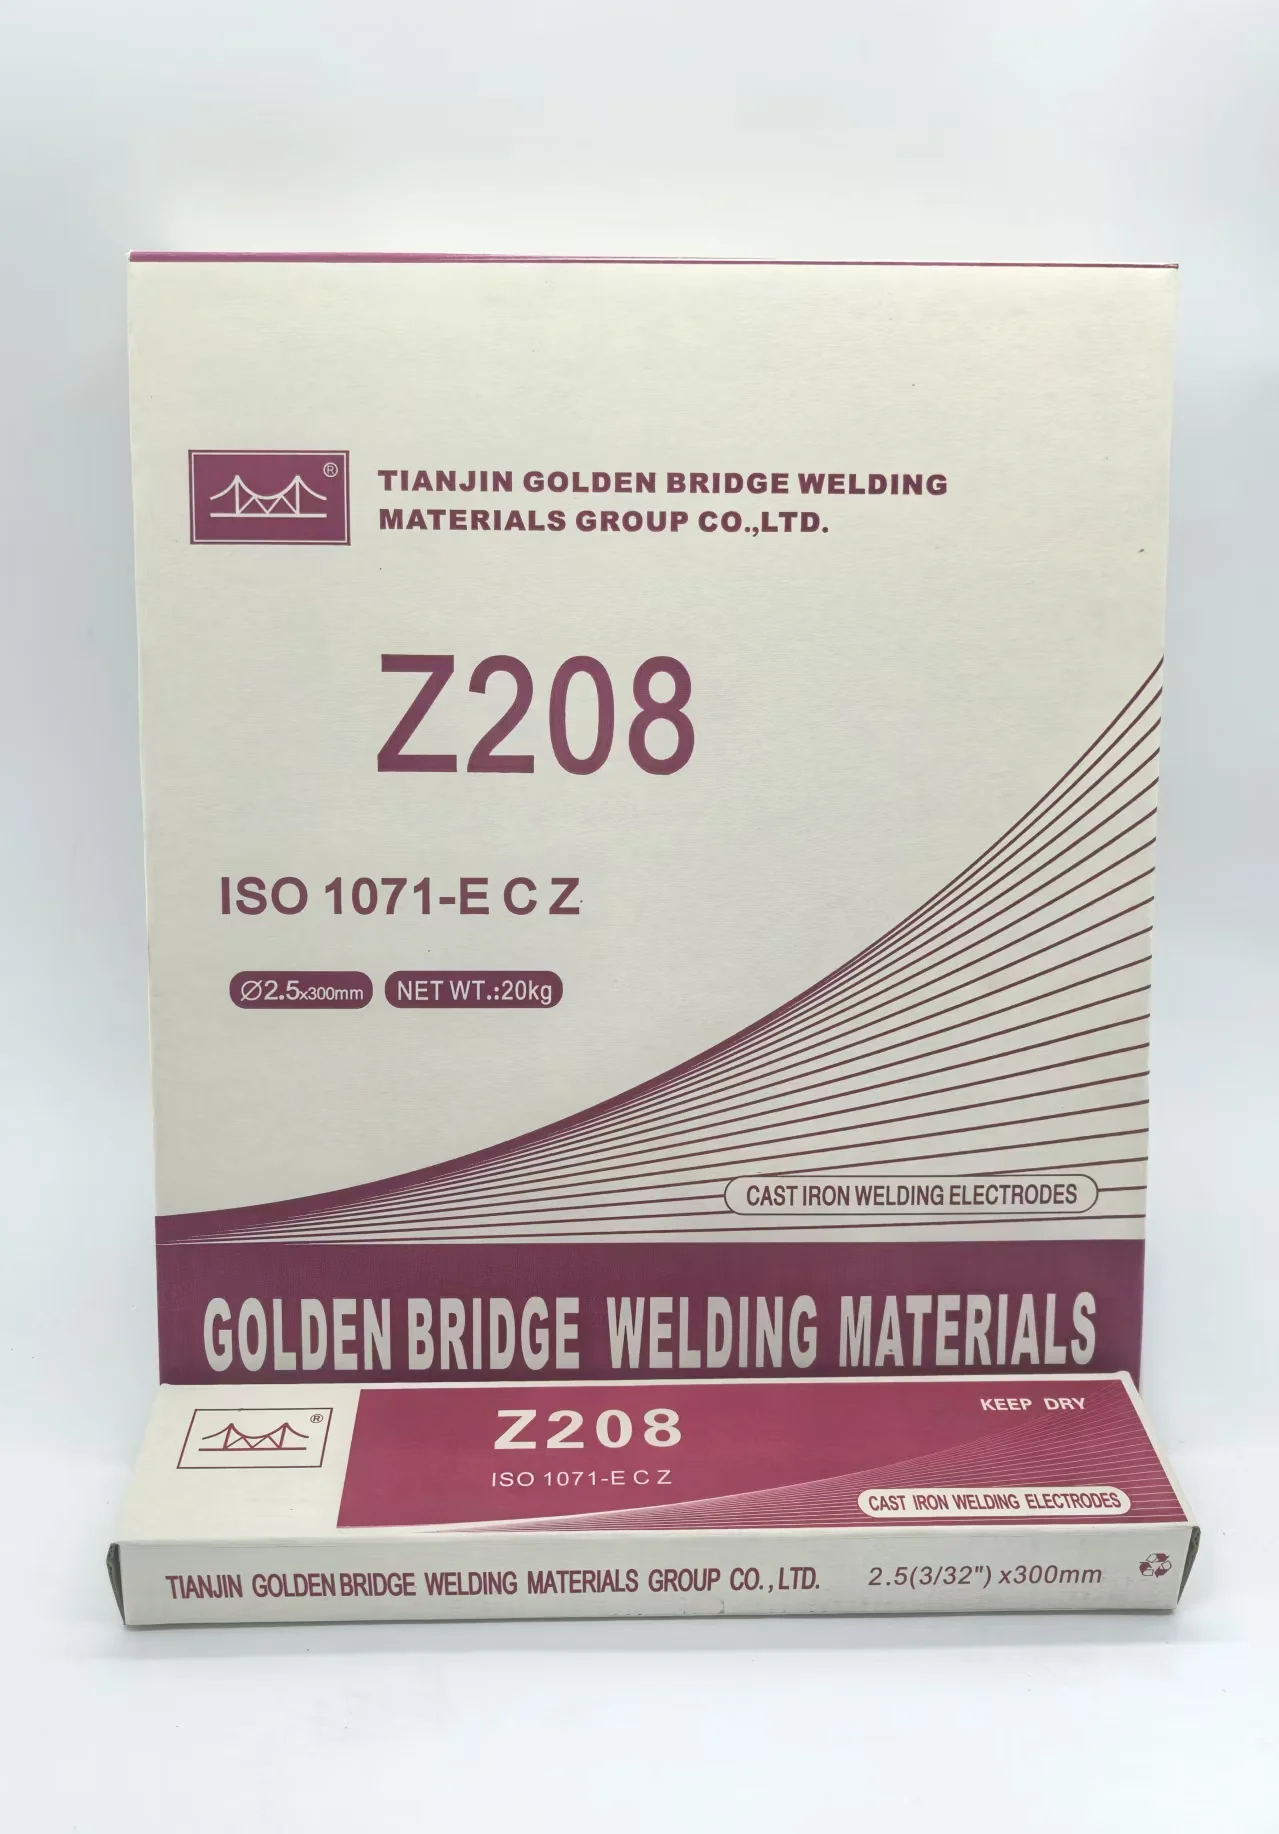 ®
TIANJIN GOLDEN BRIDGE WELDING
MATERIALS GROUP CO.,LTD.
Z208
ISO 1071-E C Z
Ø2.5x300mm NET WT.:20kg
CAST IRON WELDING ELECTRODES
GOLDEN BRIDGE WELDING MATERIALS
®
Z208
KEEP DRY
ISO 1071-E C Z
CAST IRON WELDING ELECTRODES
TIANJIN GOLDEN BRIDGE WELDING MATERIALS GROUP CO., LTD. 2.5(3/32") x300mm